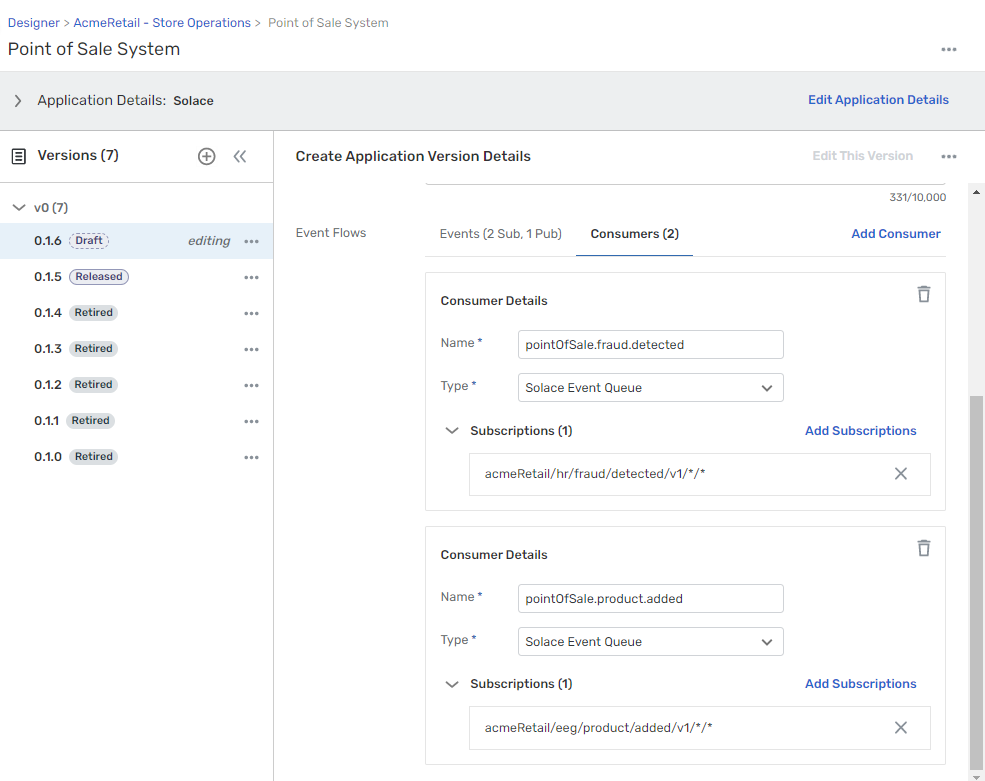 Designer > AcmeRetail - Store Operations > Point of Sale System
Point of Sale System
Application Details: Solace
Edit Application Details
Versions (7)
Create Application Version Details
Edit This Version
v0 (7)
331/10,000
0.1.6 Draft editing
Event Flows
Events (2 Sub, 1 Pub)
Consumers (2)
Add Consumer
0.1.5 Released
0.1.4 Retired
0.1.3 Retired
0.1.2 Retired
0.1.1 Retired
0.1.0 Retired
Consumer Details
Name * pointOfSale.fraud.detected
Type * Solace Event Queue
Subscriptions (1) Add Subscriptions
acmeRetail/hr/fraud/detected/v1/*/*
Consumer Details
Name * pointOfSale.product.added
Type * Solace Event Queue
Subscriptions (1) Add Subscriptions
acmeRetail/eeg/product/added/v1/*/*